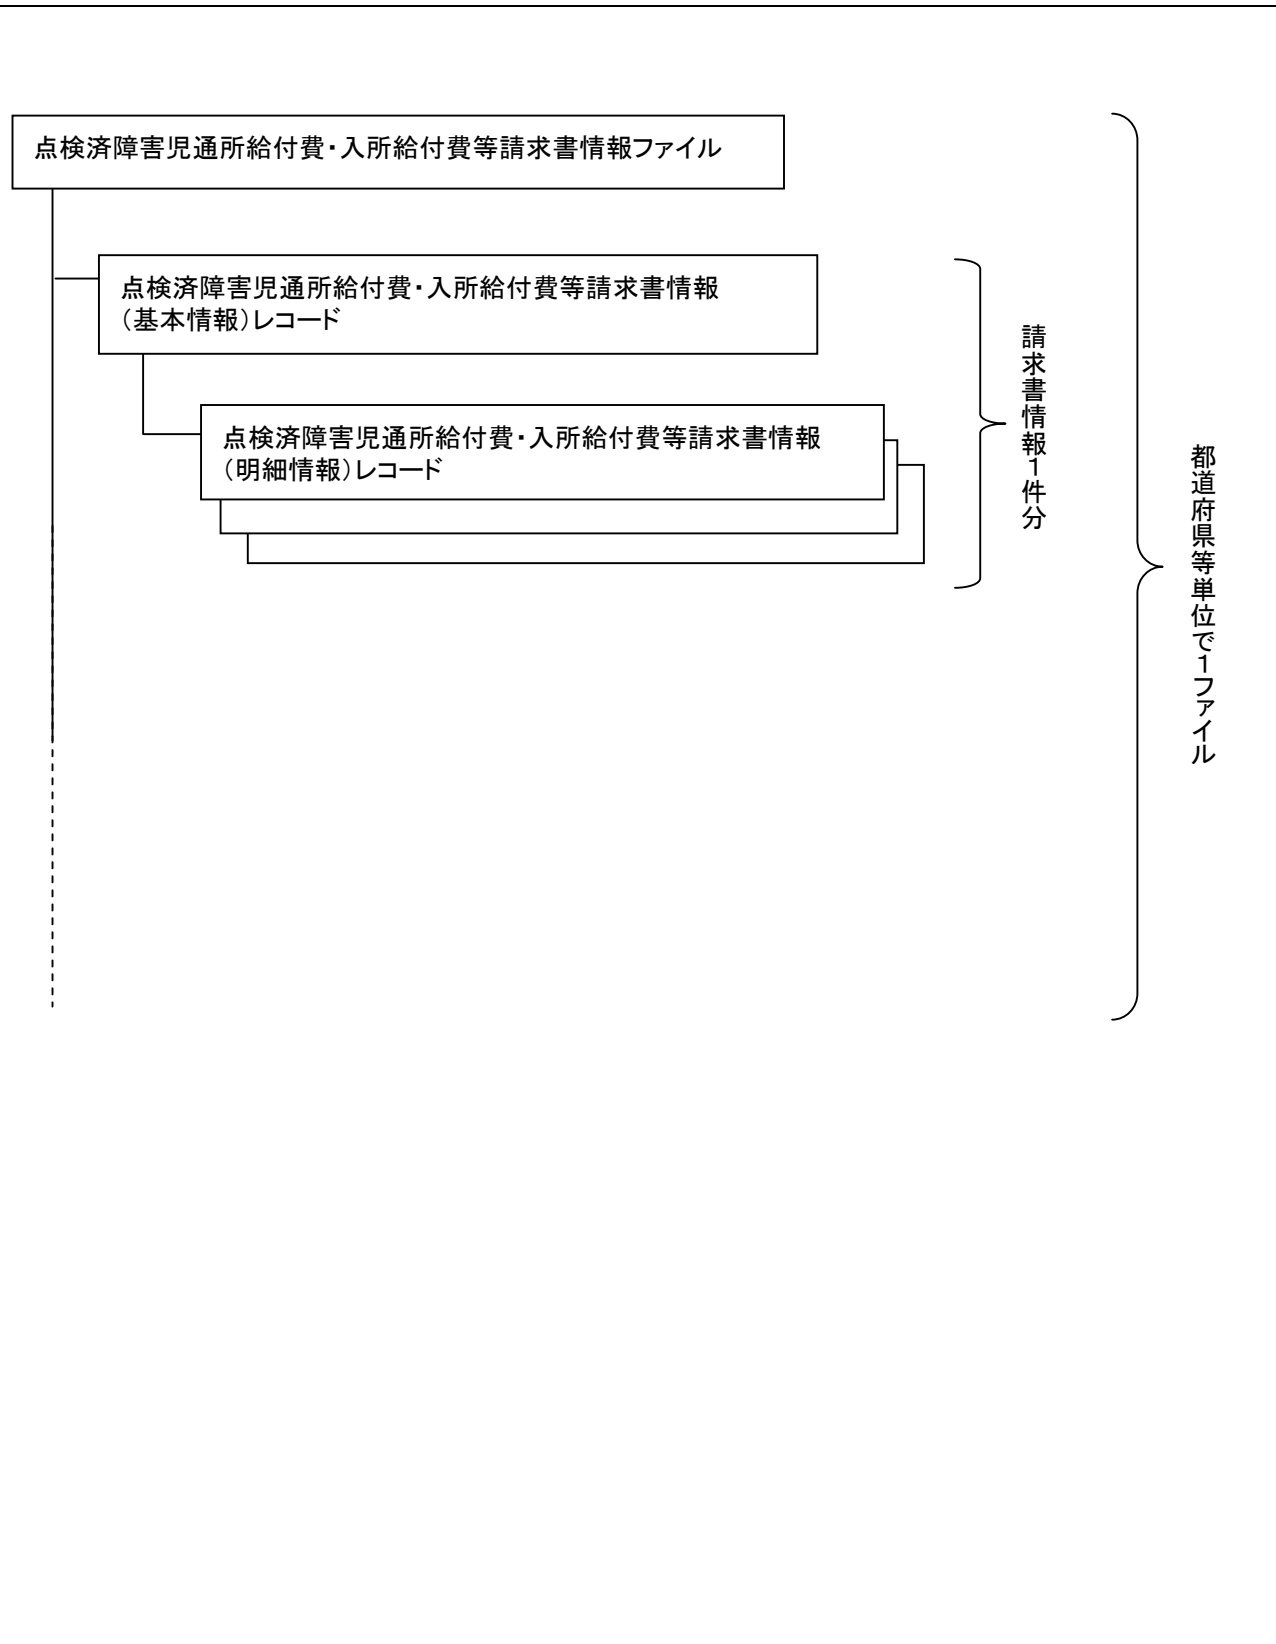 点検済障害児通所給付費・入所給付費等請求書情報ファイル
点検済障害児通所給付費・入所給付費等請求書情報
（基本情報）レコード
点検済障害児通所給付費・入所給付費等請求書情報
（明細情報）レコード
請求書情報１件分
都道府県等単位で１ファイル